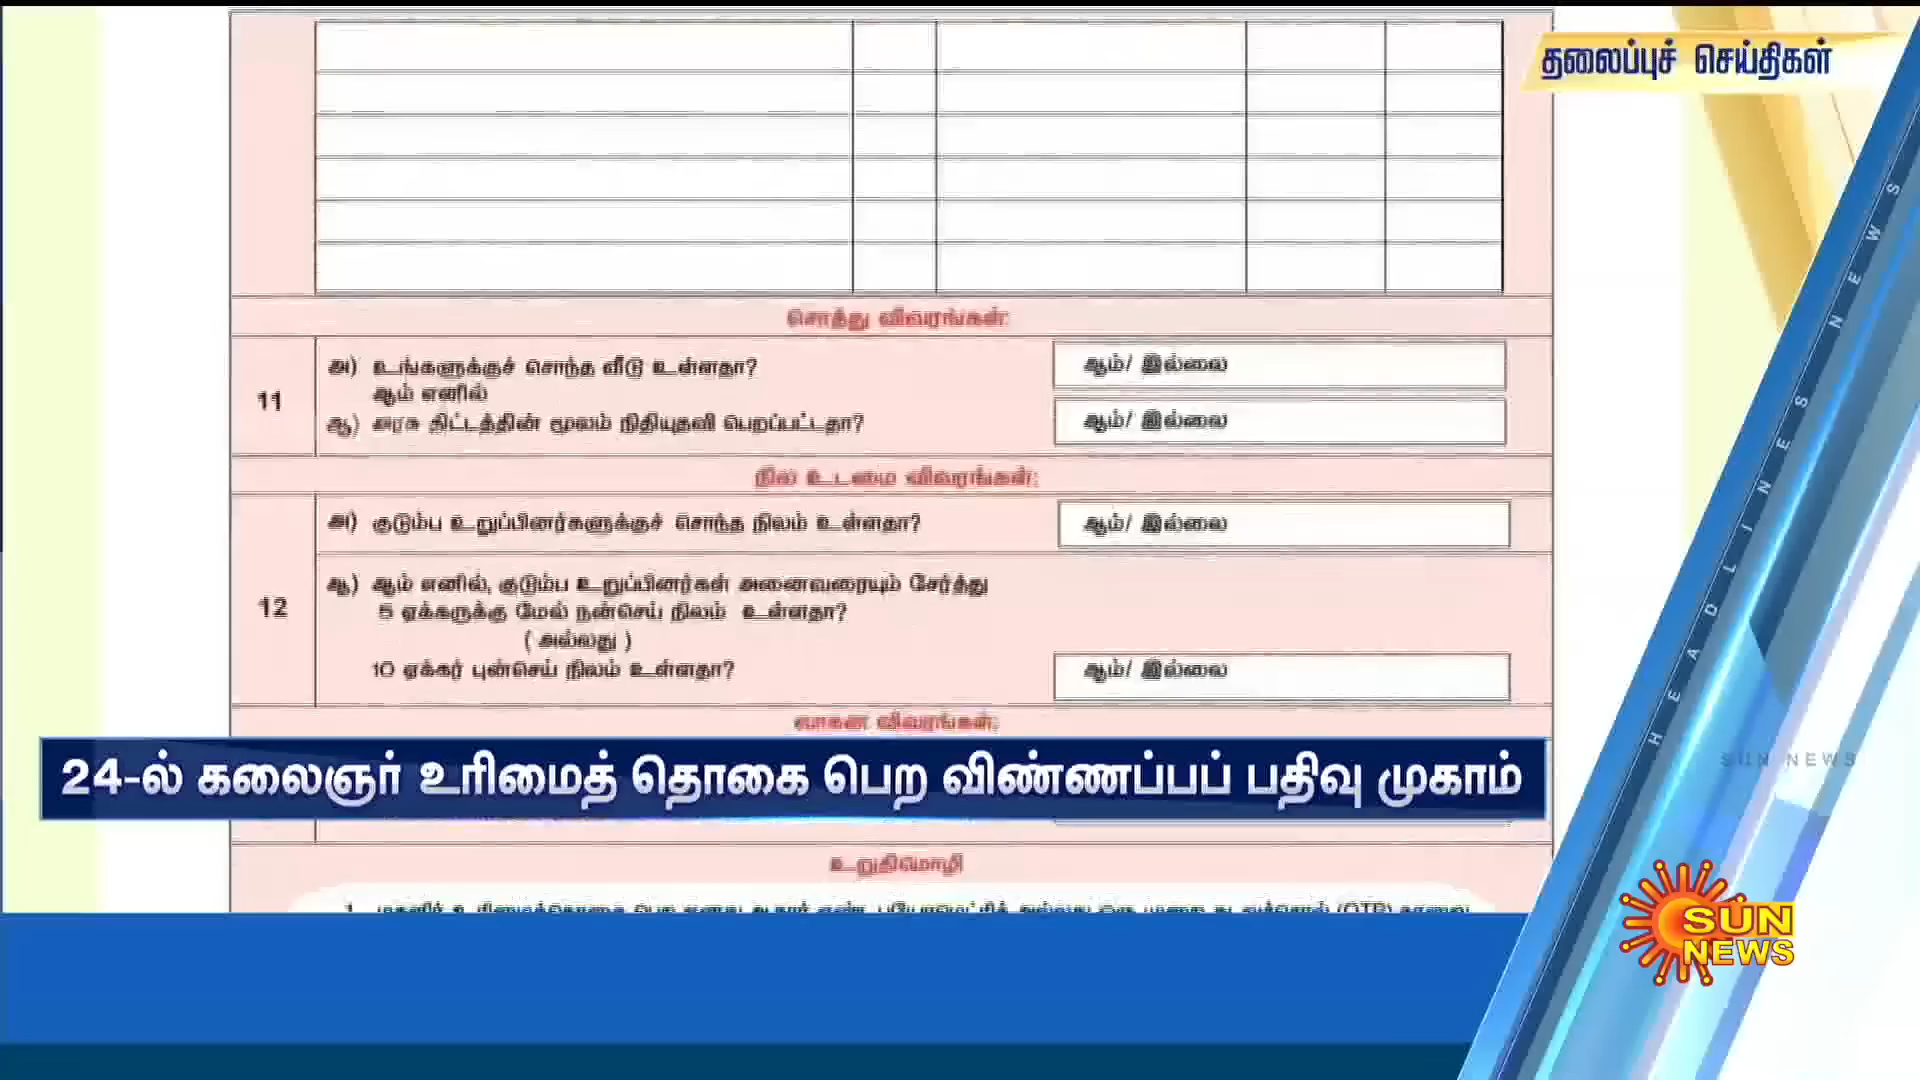 தலைப்புச் செய்திகள்
HEADLINES NEWS
சொத்து விவரங்கள்:
11
அ) உங்களுக்குச் சொந்த வீடு உள்ளதா?
ஆம்/ இல்லை
ஆம் எனில்
ஆ) அரசு திட்டத்தின் மூலம் நிதியுதவி பெறப்பட்டதா?
ஆம்/ இல்லை
நில உடமை விவரங்கள்:
12
அ) குடும்ப உறுப்பினர்களுக்குச் சொந்த நிலம் உள்ளதா?
ஆம்/ இல்லை
ஆ) ஆம் எனில், குடும்ப உறுப்பினர்கள் அனைவரையும் சேர்த்து
5 ஏக்கருக்கு மேல் நன்செய் நிலம் உள்ளதா?
( அல்லது )
10 ஏக்கர் புன்செய் நிலம் உள்ளதா?
ஆம்/ இல்லை
வாகன விவரங்கள்:
24-ல் கலைஞர் உரிமைத் தொகை பெற விண்ணப்பப் பதிவு முகாம்
உறுதிமொழி
SUN NEWS
SUN
NEWS